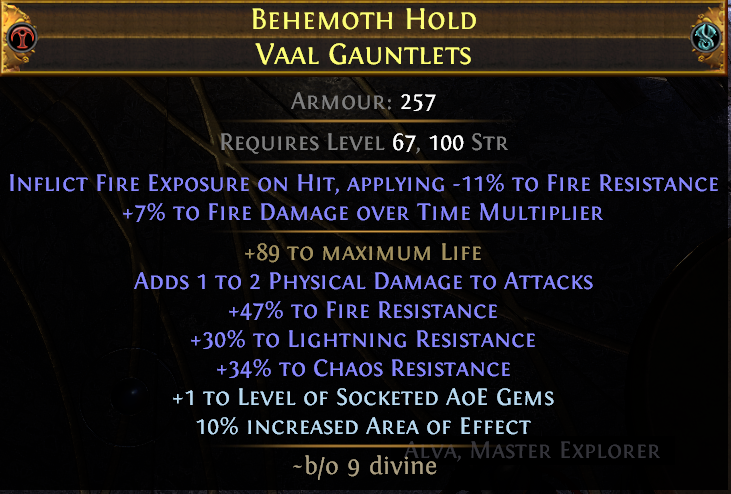 Behemoth Hold
Vaal Gauntlets
Armour: 257
Requires Level 67, 100 Str
Inflict Fire Exposure on Hit, applying -11% to Fire Resistance
+7% to Fire Damage over Time Multiplier
+89 to maximum Life
Adds 1 to 2 Physical Damage to Attacks
+47% to Fire Resistance
+30% to Lightning Resistance
+34% to Chaos Resistance
+1 to Level of Socketed AoE Gems
10% increased Area of Effect
Alva, Master Explorer
~b/o 9 divine